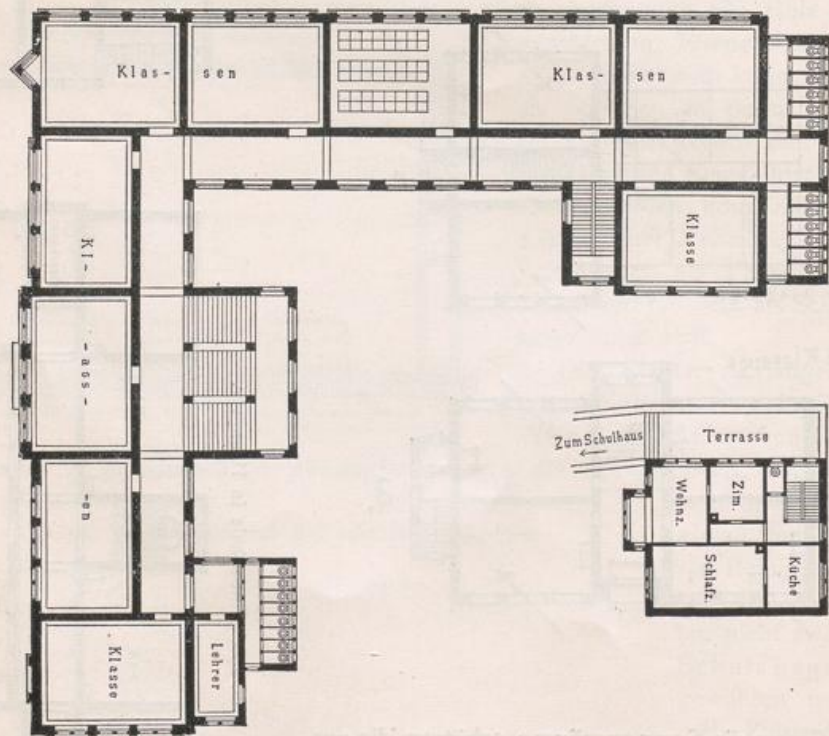 Klas- sen
Klas- sen
Kl-
Klasse
-ass-
Zum Schulhaus
Terrasse
Wohnz.
Zim.
-en
Schlafz.
Küche
Klasse
Lehrer